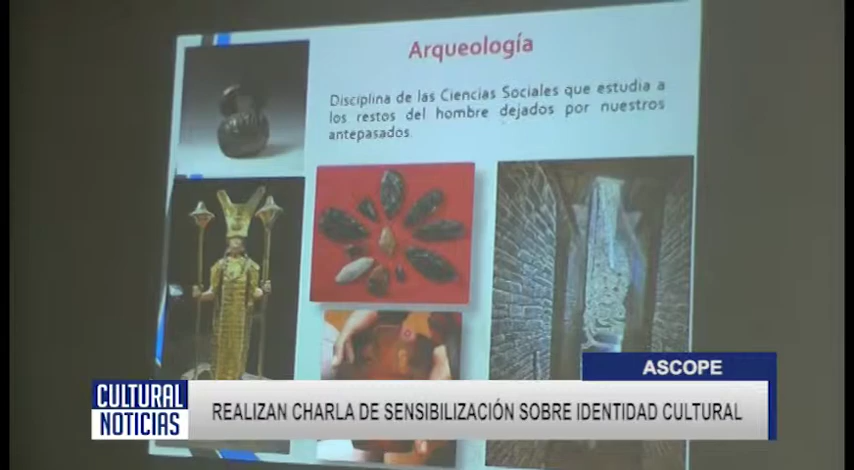 Arqueología
Disciplina de las Ciencias Sociales que estudia a
los restos del hombre dejados por nuestros
antepasados.
ASCOPE
CULTURAL
NOTICIAS
REALIZAN CHARLA DE SENSIBILIZACIÓN SOBRE IDENTIDAD CULTURAL